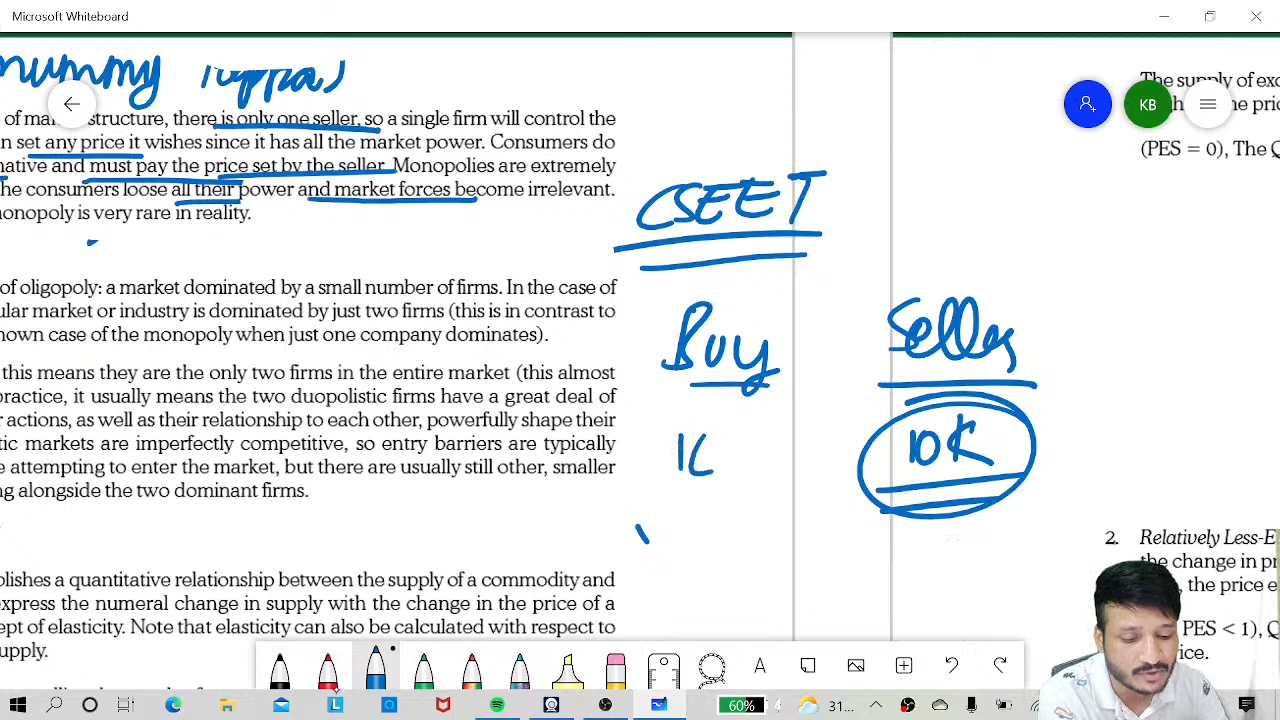 Microsoft Whiteboard
nummy
of market structure, there is only one seller, so a single firm will control the
n set any price it wishes since it has all the market power. Consumers do
native and must pay the price set by the seller. Monopolies are extremely
he consumers loose all their power and market forces become irrelevant.
nonopoly is very rare in reality.
of oligopoly: a market dominated by a small number of firms. In the case of
ular market or industry is dominated by just two firms (this is in contrast to
nown case of the monopoly when just one company dominates).
this means they are the only two firms in the entire market (this almost
practice, it usually means the two duopolistic firms have a great deal of
r actions, as well as their relationship to each other, powerfully shape their
tic markets are imperfectly competitive, so entry barriers are typically
e attempting to enter the market, but there are usually still other, smaller
ng alongside the two dominant firms.
blishes a quantitative relationship between the supply of a commodity and
express the numeral change in supply with the change in the price of a
ept of elasticity. Note that elasticity can also be calculated with respect to
upply.
CSEET
Buy
Seller
10K
KB
The supply of exc
he price
(PES = 0), The Q
2. Relatively Less-E
the change in pr
, the price e
PES < 1), Q
rice.
60%
31...